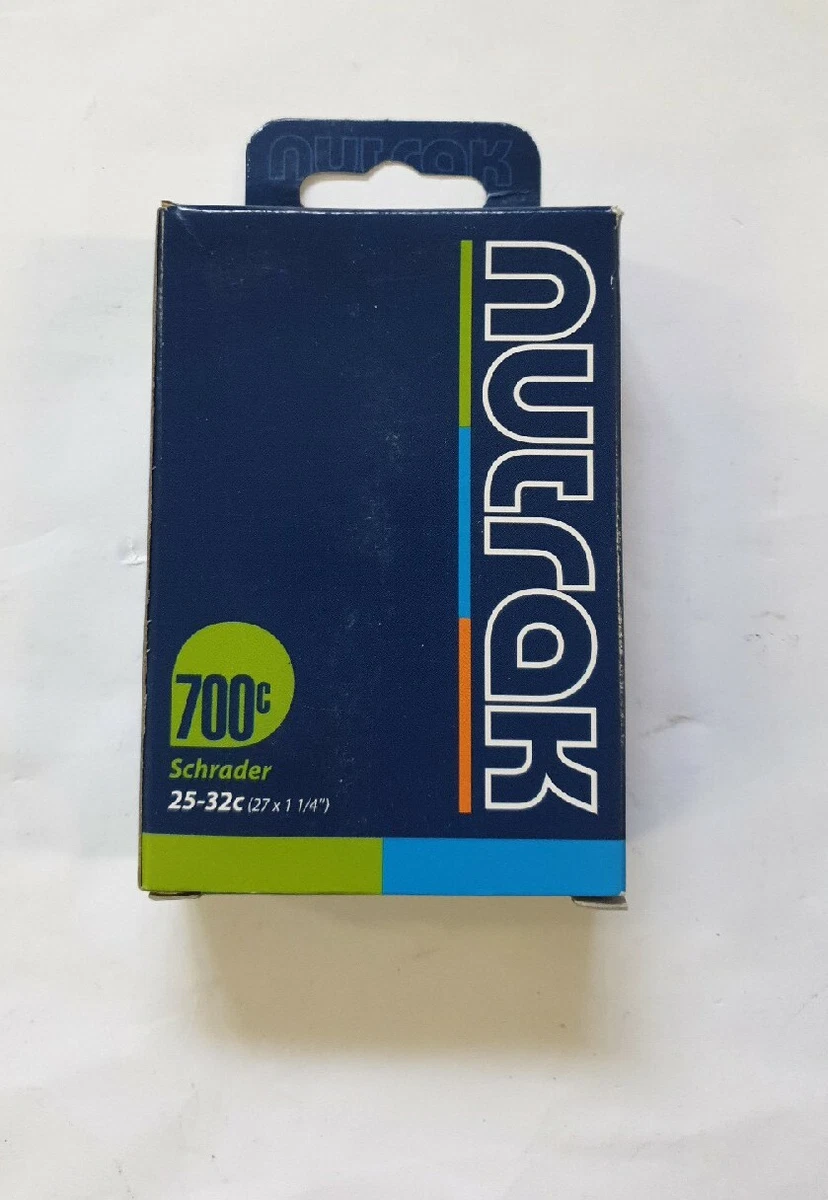 nutrak
nutrak
700c
Schrader
25-32c (27 x 1 1/4")